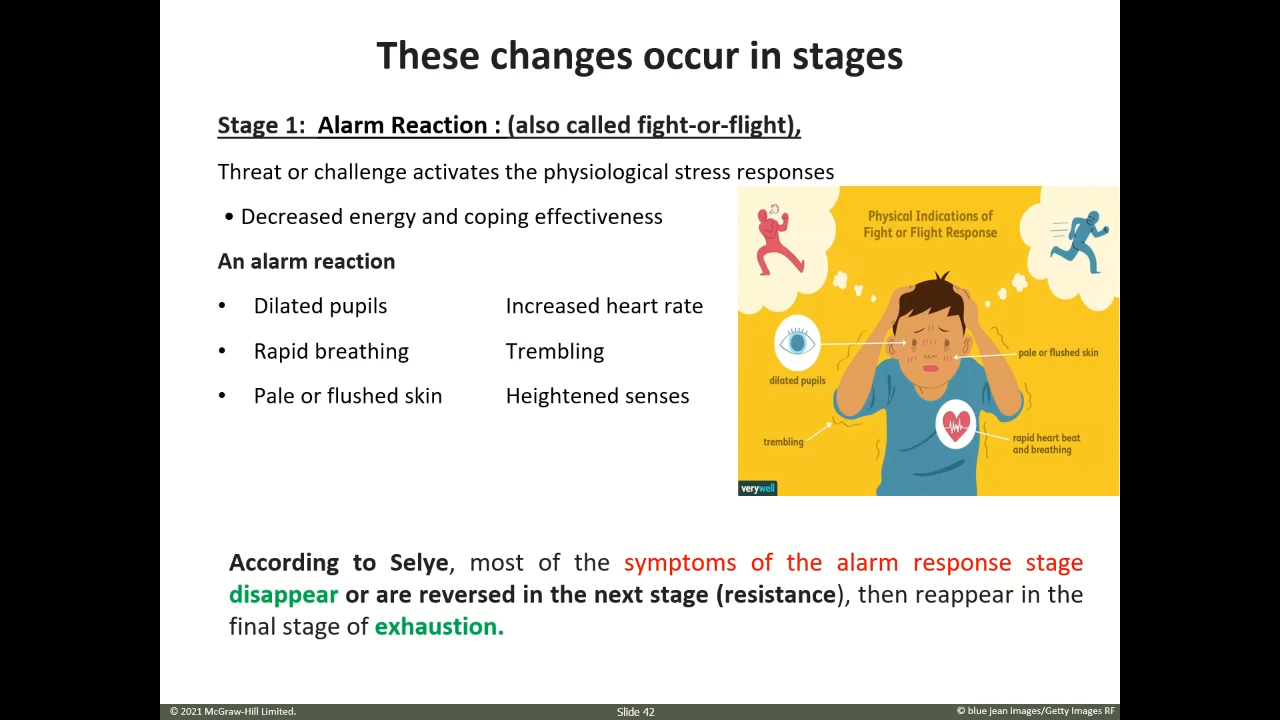 These changes occur in stages
Stage 1: Alarm Reaction : (also called fight-or-flight),
Threat or challenge activates the physiological stress responses
• Decreased energy and coping effectiveness
An alarm reaction
• Dilated pupils Increased heart rate
• Rapid breathing Trembling
• Pale or flushed skin Heightened senses
Physical Indications of
Fight or Flight Response
dilated pupils
pale or flushed skin
trembling
rapid heart beat
and breathing
verywell
According to Selye, most of the symptoms of the alarm response stage
disappear or are reversed in the next stage (resistance), then reappear in the
final stage of exhaustion.
© 2021 McGraw-Hill Limited.
Slide 42
© blue jean images/Getty Images RF